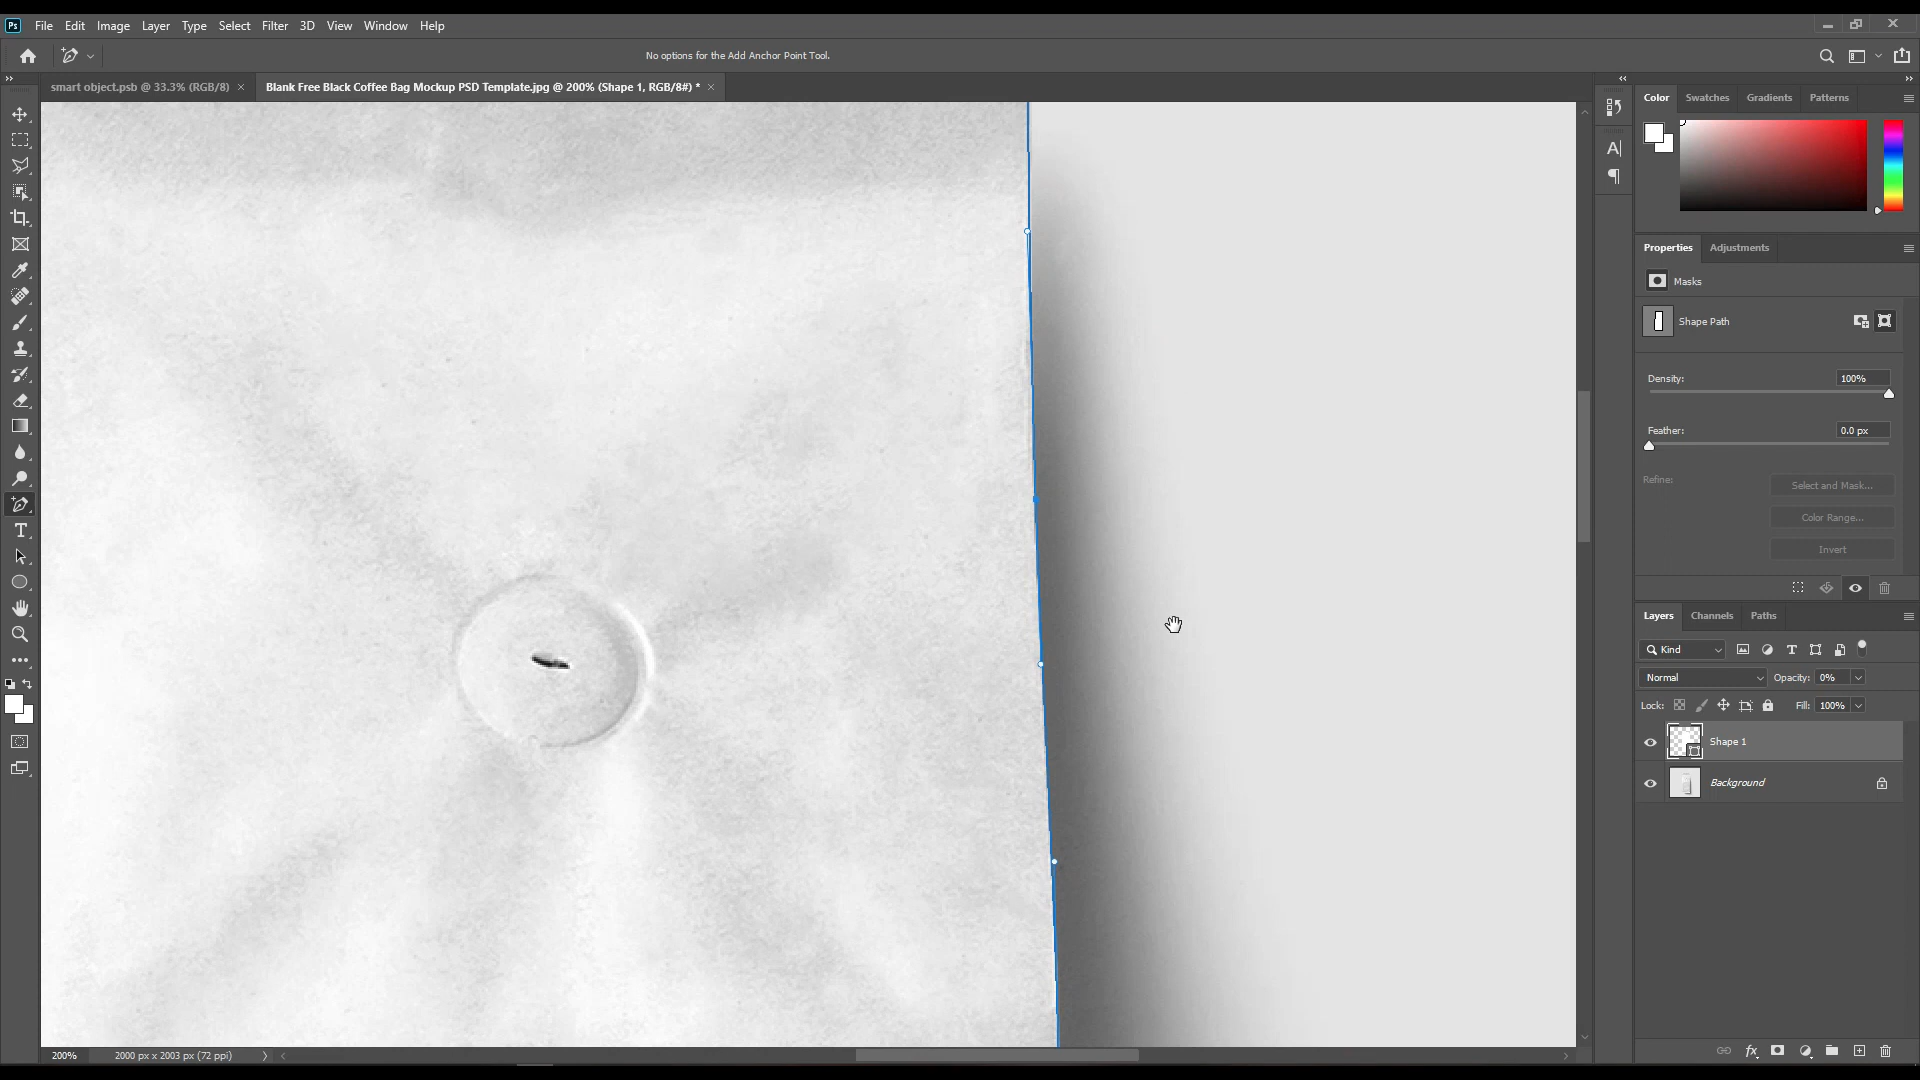 Ps File Edit Image Layer Type Select Filter 3D View Window Help
No options for the Add Anchor Point Tool.
smart object.psb @ 33.3% (RGB/8) × Blank Free Black Coffee Bag Mockup PSD Template.jpg @ 200% (Shape 1, RGB/8#) * ×
Color Swatches Gradients Patterns
Properties Adjustments
Masks
Shape Path
Density: 100%
Feather: 0.0 px
Refine: Select and Mask...
Color Range...
Invert
Layers Channels Paths
Kind
Normal Opacity: 0%
Lock: Fill: 100%
Shape 1
Background
200% 2000 px x 2003 px (72 ppi)